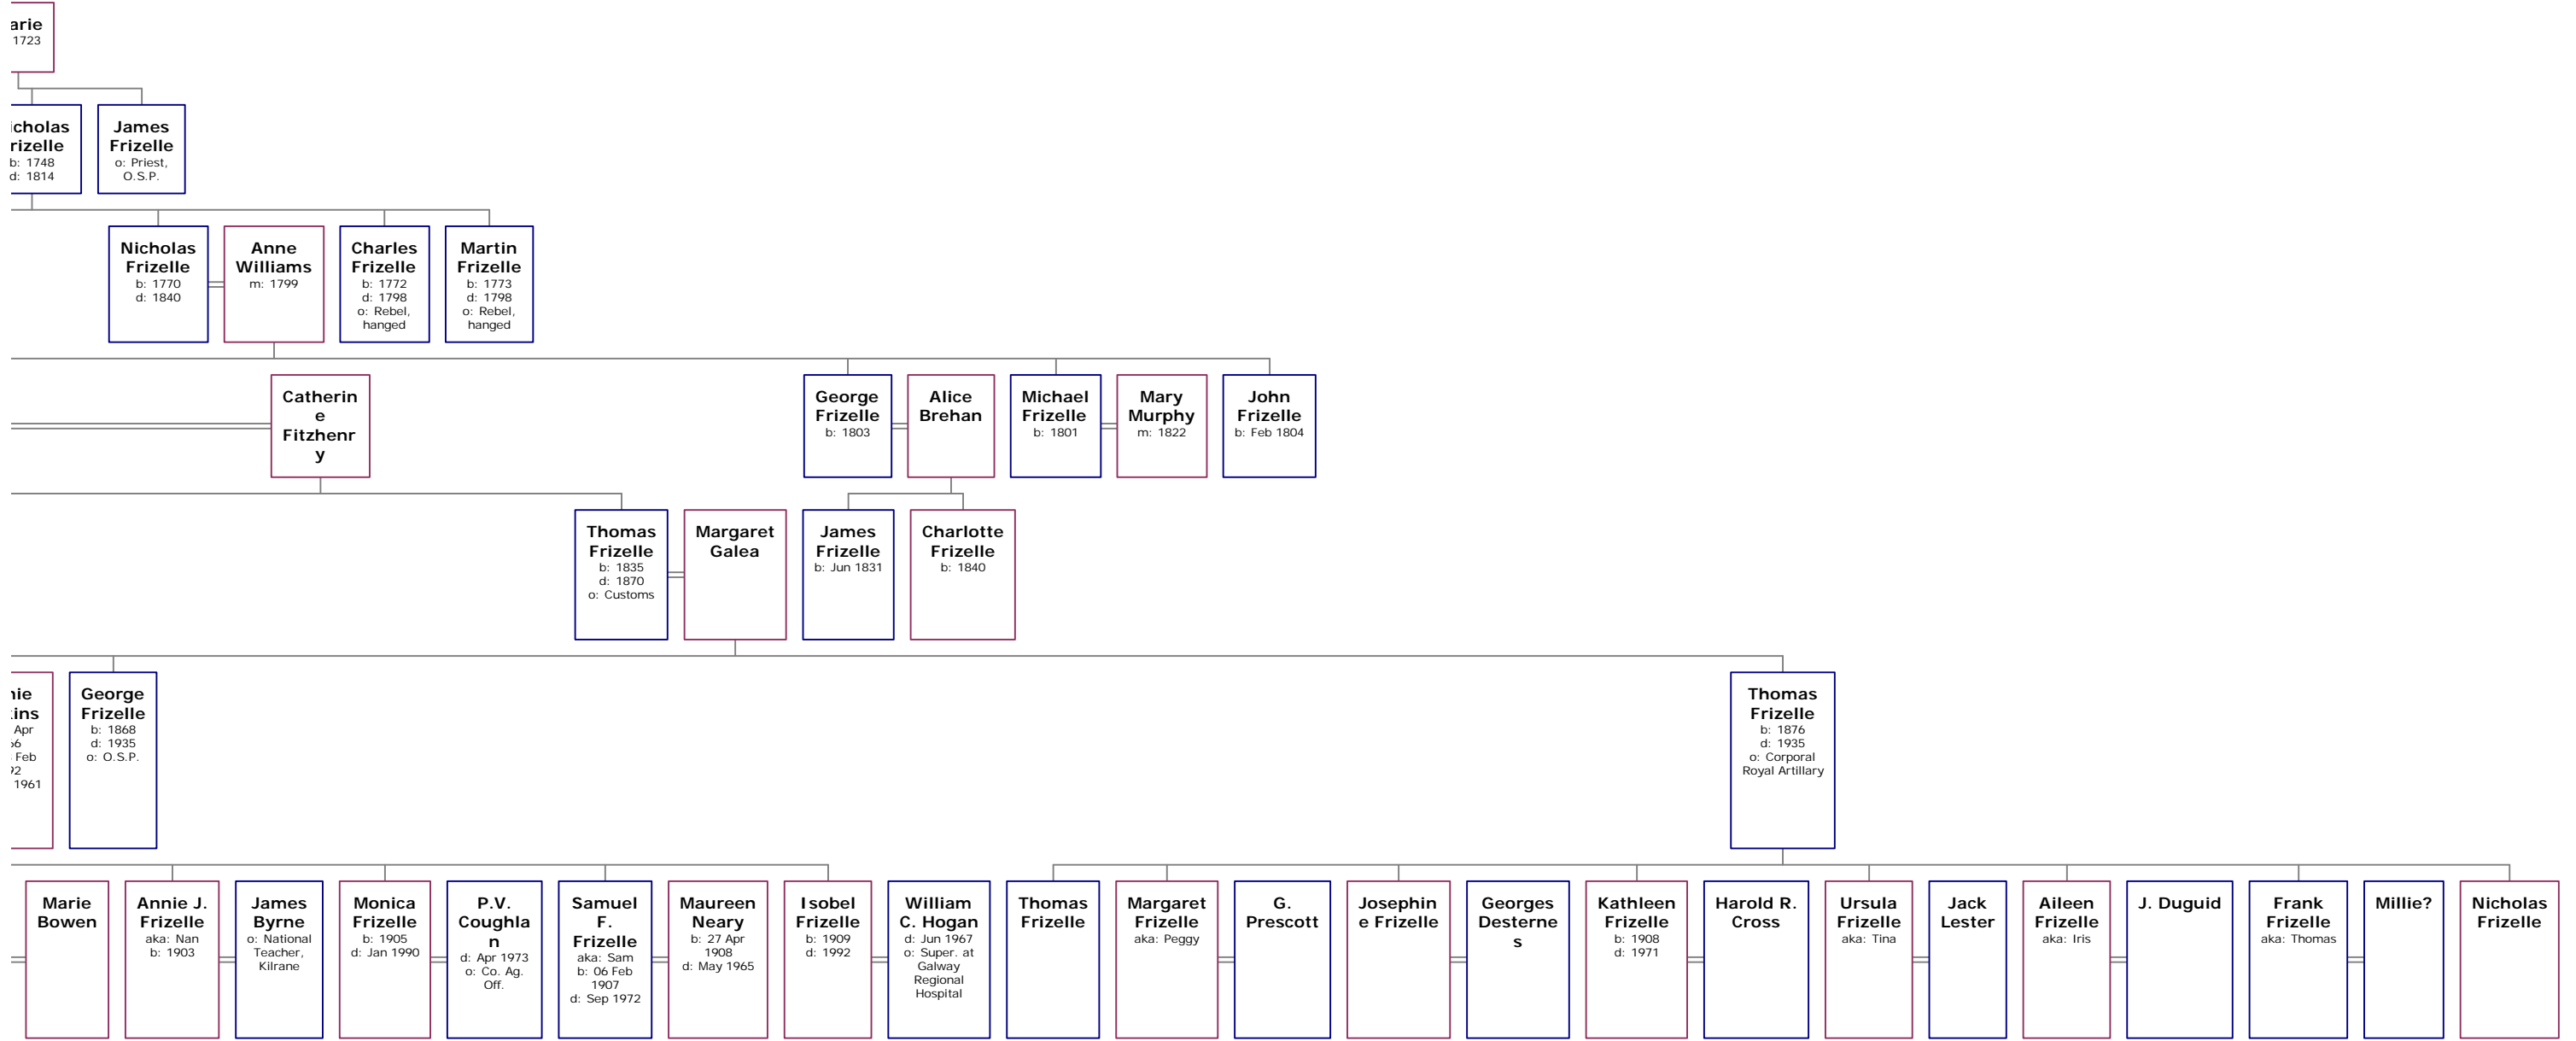 arie
1723
icholas
rizelle
b: 1748
d: 1814
James
Frizelle
o: Priest,
O.S.P.
Nicholas
Frizelle
b: 1770
d: 1840
Anne
Williams
m: 1799
Charles
Frizelle
b: 1772
d: 1798
o: Rebel,
hanged
Martin
Frizelle
b: 1773
d: 1798
o: Rebel,
hanged
Catherin
e
Fitzhenr
y
George
Frizelle
b: 1803
Alice
Brehan
Michael
Frizelle
b: 1801
Mary
Murphy
m: 1822
John
Frizelle
b: Feb 1804
Thomas
Frizelle
b: 1835
d: 1870
o: Customs
Margaret
Galea
James
Frizelle
b: Jun 1831
Charlotte
Frizelle
b: 1840
nie
kins
Apr
66
Feb
92
1961
George
Frizelle
b: 1868
d: 1935
o: O.S.P.
Thomas
Frizelle
b: 1876
d: 1935
o: Corporal
Royal Artillary
Marie
Bowen
Annie J.
Frizelle
aka: Nan
b: 1903
James
Byrne
o: National
Teacher,
Kilrane
Monica
Frizelle
b: 1905
d: Jan 1990
P.V.
Coughla
n
d: Apr 1973
o: Co. Ag.
Off.
Samuel
F.
Frizelle
aka: Sam
b: 06 Feb
1907
d: Sep 1972
Maureen
Neary
b: 27 Apr
1908
d: May 1965
Isobel
Frizelle
b: 1909
d: 1992
William
C. Hogan
d: Jun 1967
o: Super. at
Galway
Regional
Hospital
Thomas
Frizelle
Margaret
Frizelle
aka: Peggy
G.
Prescott
Josephin
e Frizelle
Georges
Desterne
s
Kathleen
Frizelle
b: 1908
d: 1971
Harold R.
Cross
Ursula
Frizelle
aka: Tina
Jack
Lester
Aileen
Frizelle
aka: Iris
J. Duguid
Frank
Frizelle
aka: Thomas
Millie?
Nicholas
Frizelle